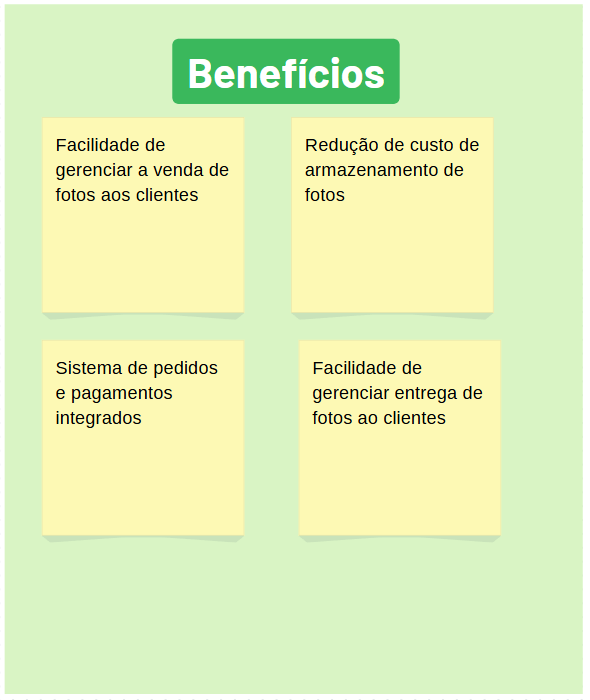 Benefícios
Facilidade de
gerenciar a venda de
fotos aos clientes
Redução de custo de
armazenamento de
fotos
Sistema de pedidos
e pagamentos
integrados
Facilidade de
gerenciar entrega de
fotos ao clientes